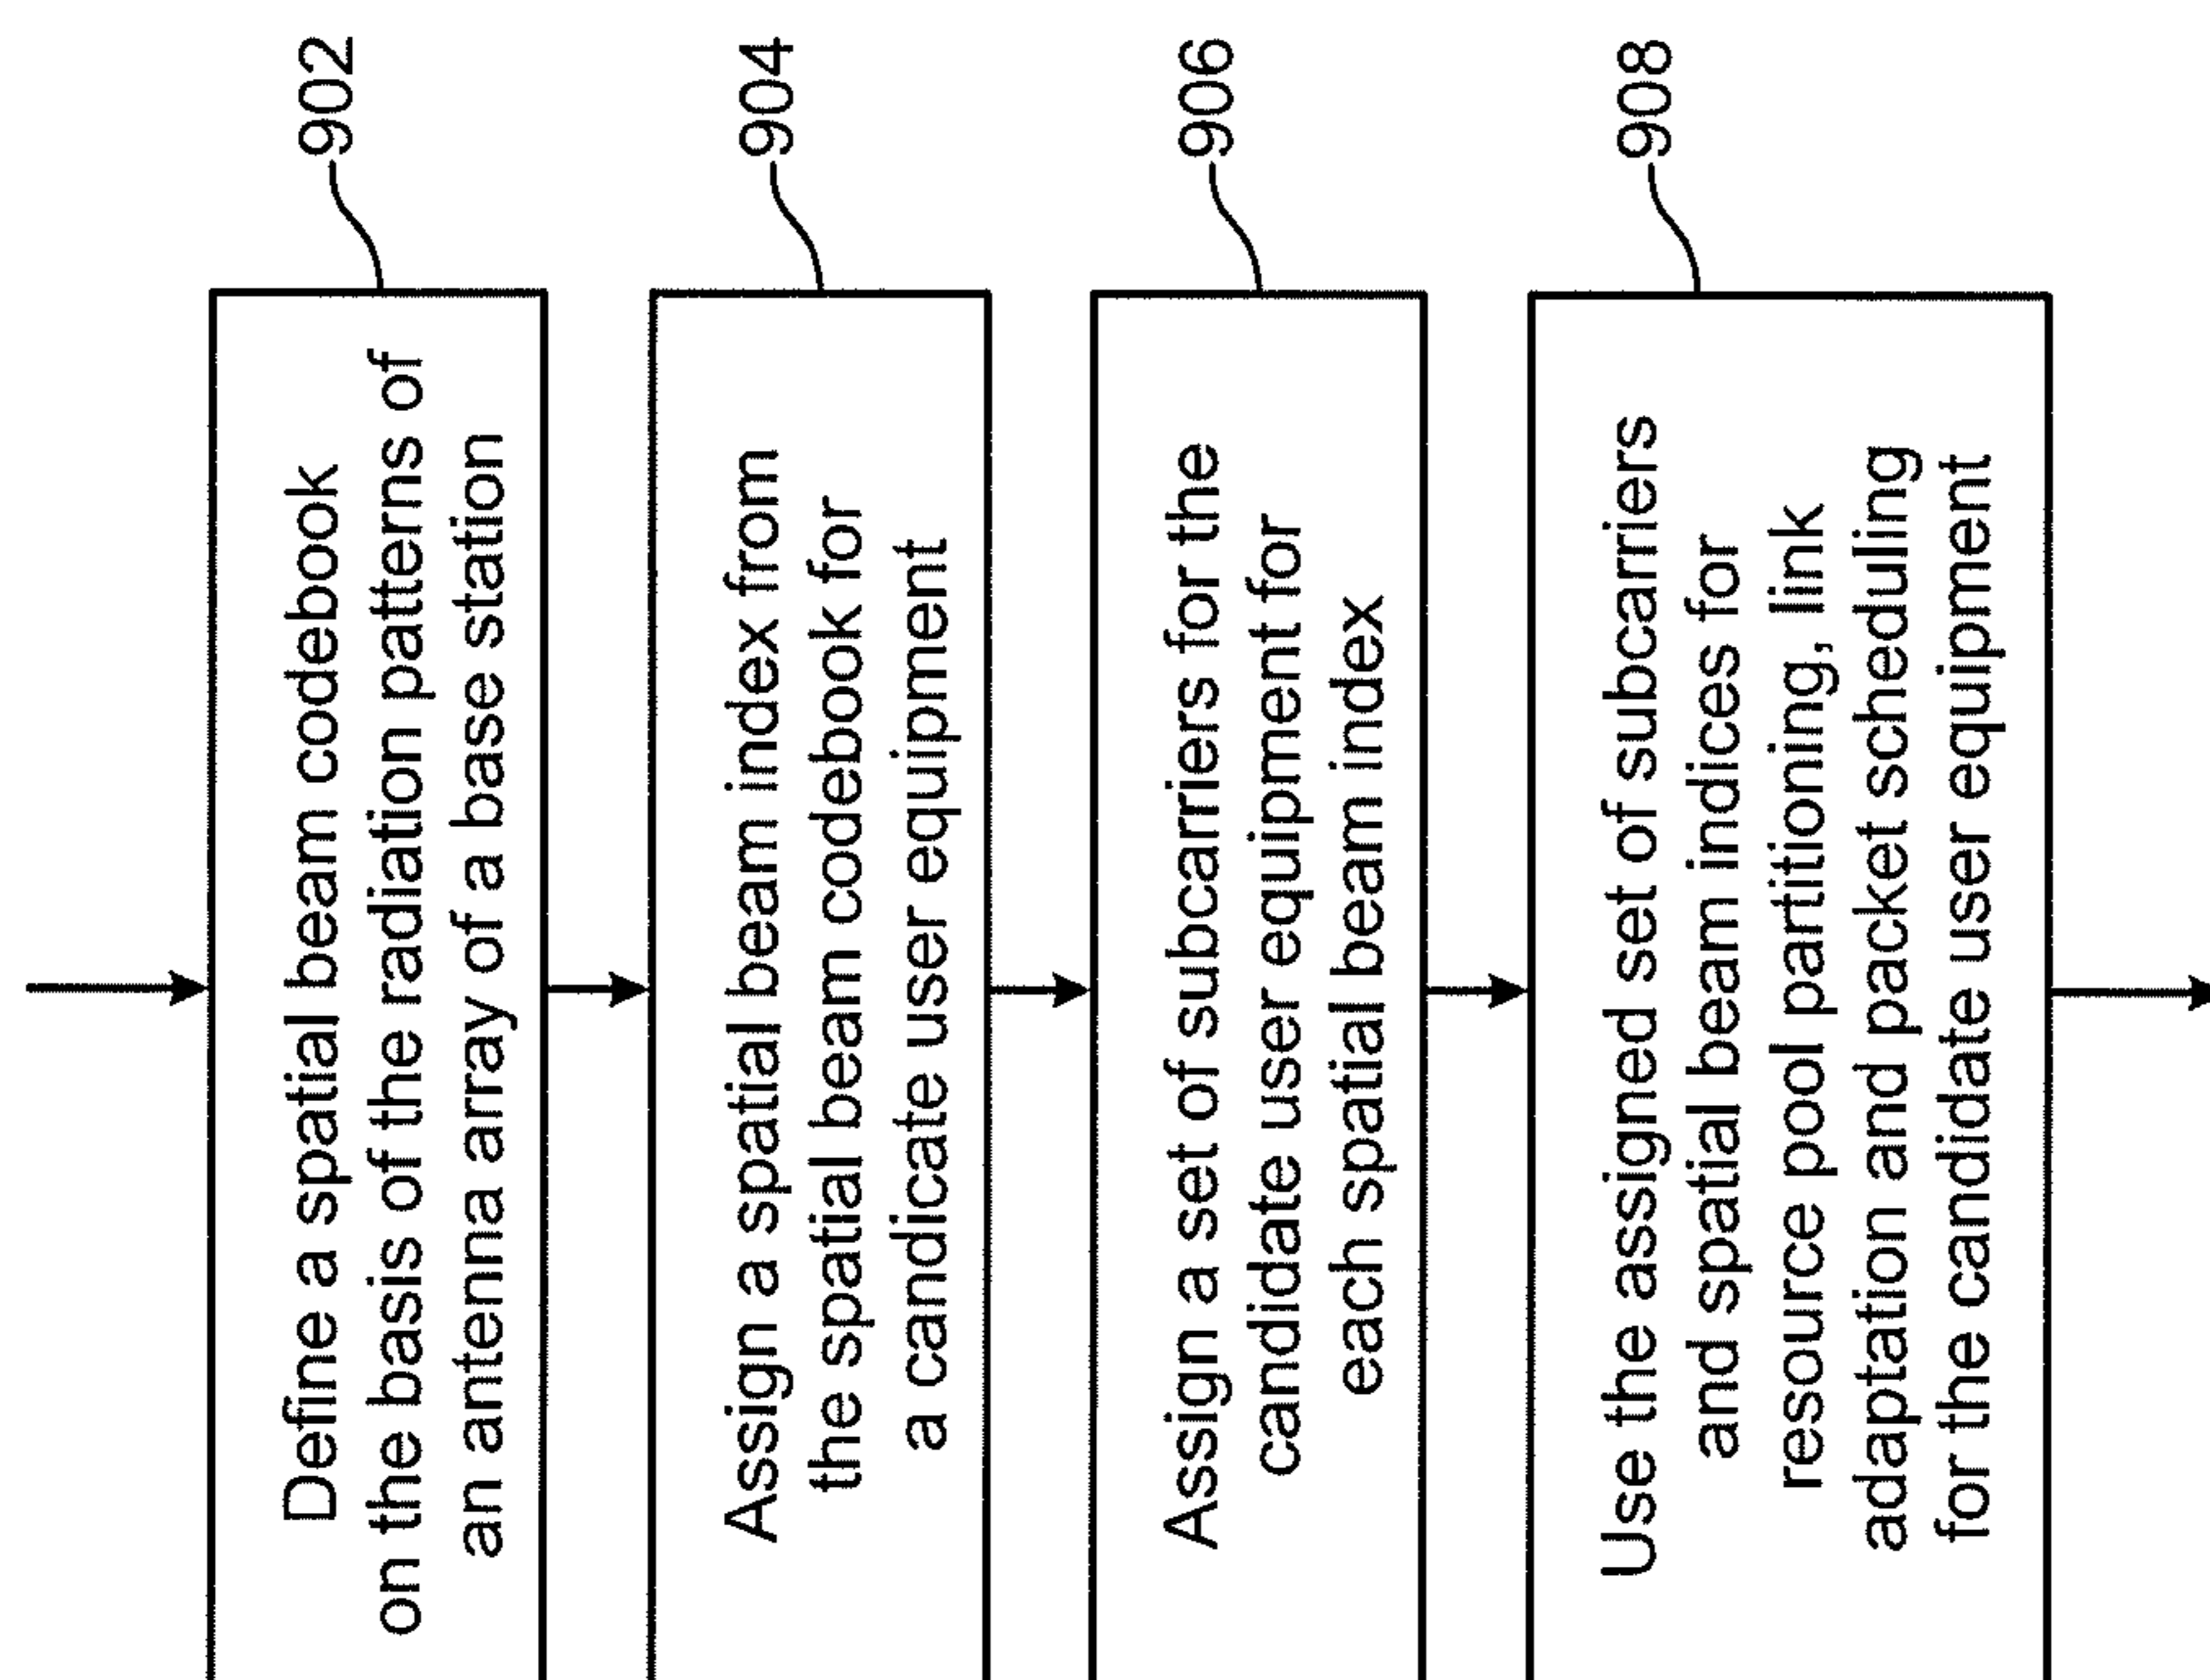 902
Define a spatial beam codebook
on the basis of the radiation patterns of
an antenna array of a base station
904
Assign a spatial beam index from
the spatial beam codebook for
a candicate user equipment
906
Assign a set of subcarriers for the
candidate user equipment for
each spatial beam index
908
Use the assigned set of subcarriers
and spatial beam indices for
resource pool partitioning, link
adaptation and packet scheduling
for the candidate user equipment